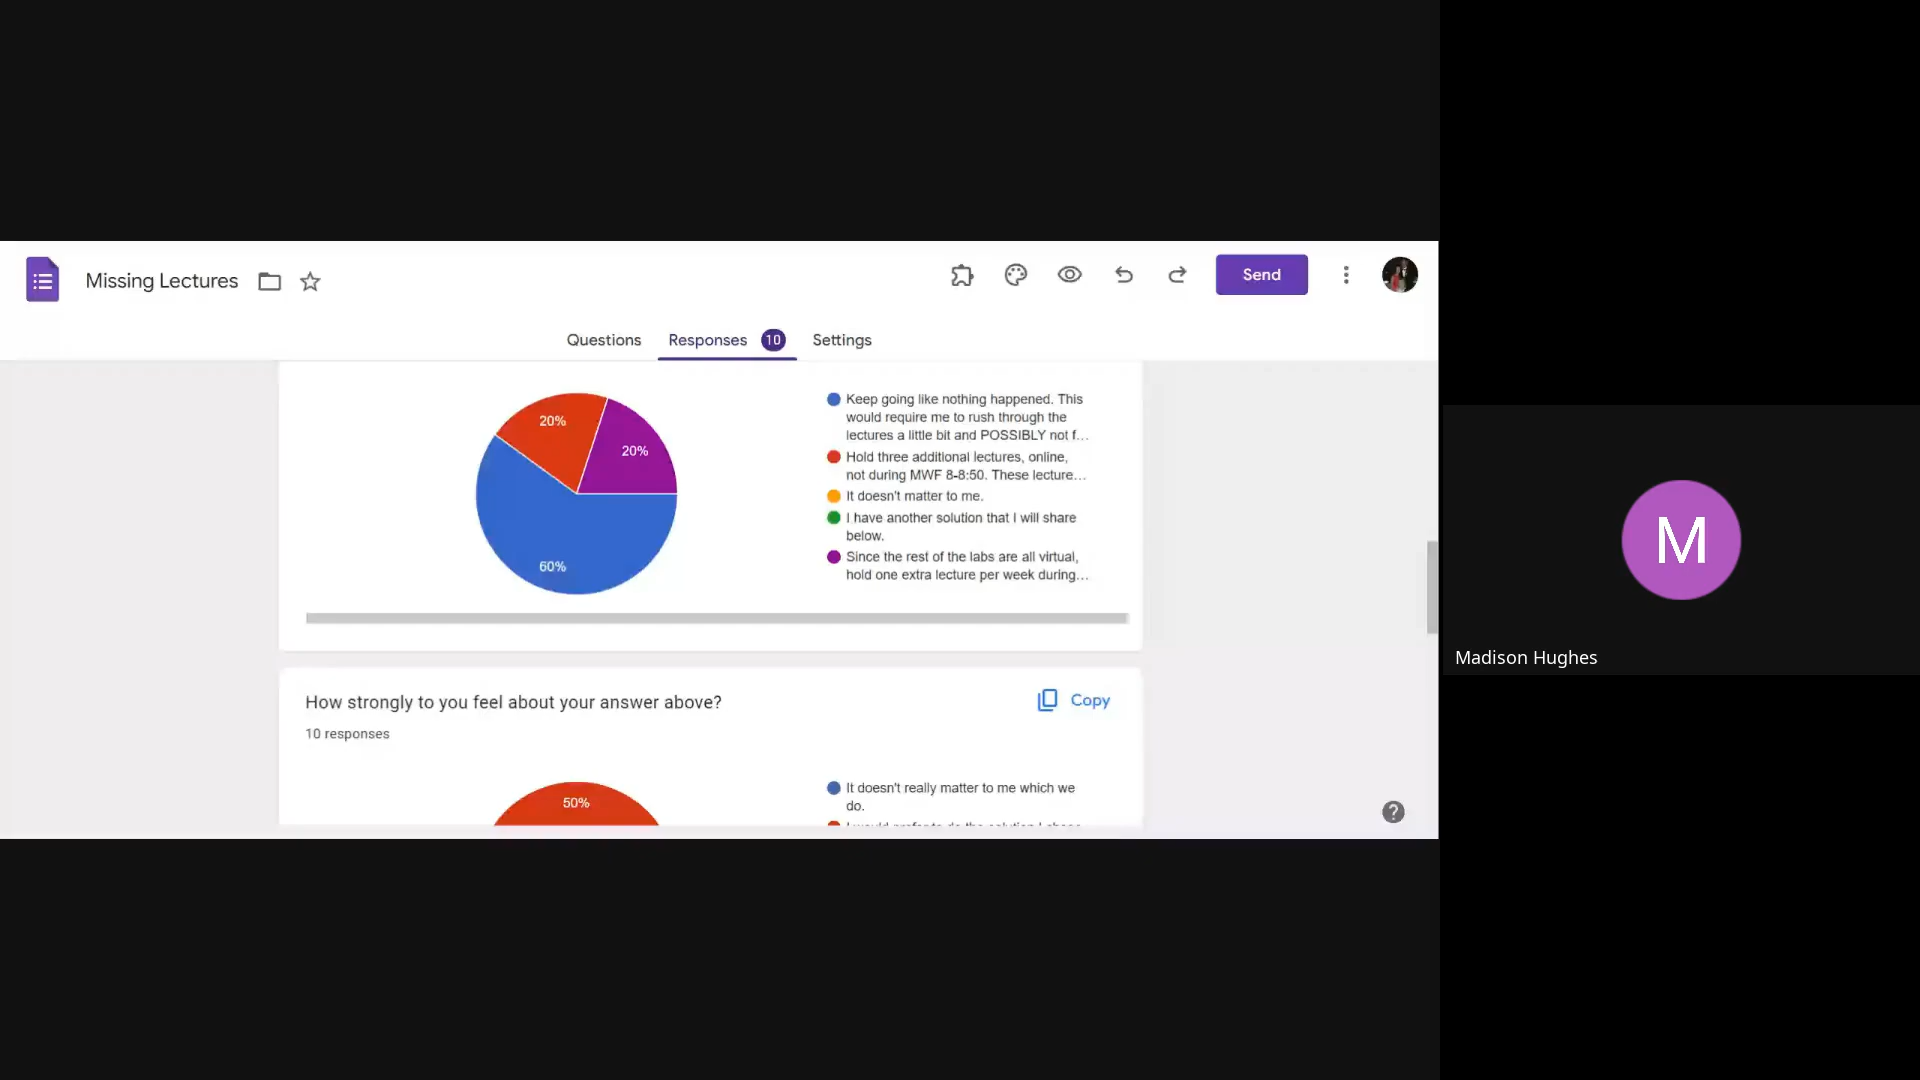 Missing Lectures
Send
Questions
Responses 10
Settings
20%
20%
60%
Keep going like nothing happened. This
would require me to rush through the
lectures a little bit and POSSIBLY not f...
Hold three additional lectures, online,
not during MWF 8-8:50. These lecture...
It doesn't matter to me.
I have another solution that I will share
below.
Since the rest of the labs are all virtual,
hold one extra lecture per week during...
How strongly to you feel about your answer above?
Copy
10 responses
50%
It doesn't really matter to me which we
do.
M
Madison Hughes